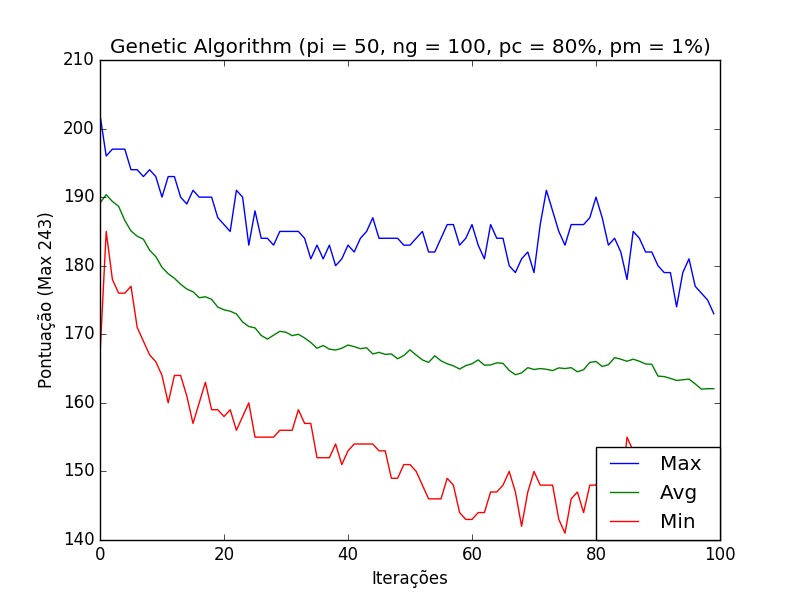 Genetic Algorithm (pi = 50, ng = 100, pc = 80%, pm = 1%)
210
200
190
180
170
160
150
140
Pontuação (Max 243)
Max
Avg
Min
0 20 40 60 80 100
Iterações